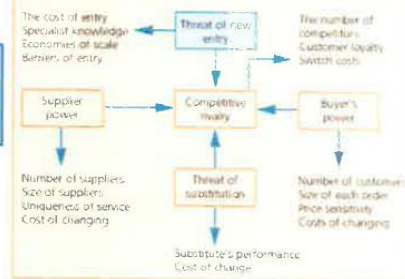 The cost of entry
Specialist knowledge
Economies of scale
Barriers of entry
Threat of new
entry
The number of
competitors
Customer loyalty
Switch costs
Supplier
power
Competitive
rivalry
Buyer's
power
Number of suppliers
Size of suppliers
Uniqueness of service
Cost of changing
Threat of
substitution
Number of customers
Size of each order
Price sensitivity
Costs of changing
Substitute's performance
Cost of change